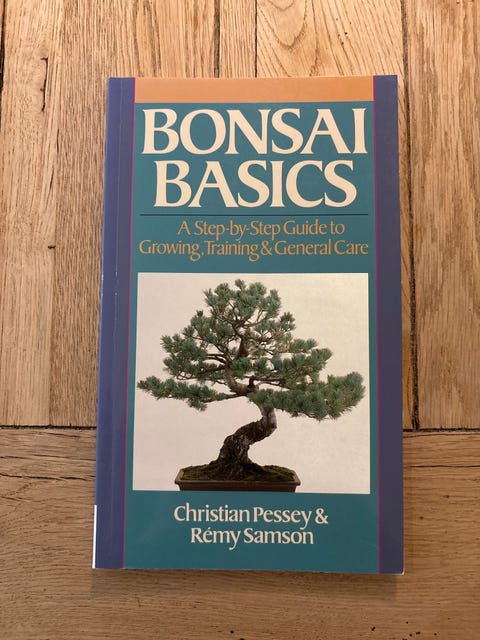 BONSAI
BASICS
A Step-by-Step Guide to
Growing, Training & General Care
Christian Pessey &
Rémy Samson